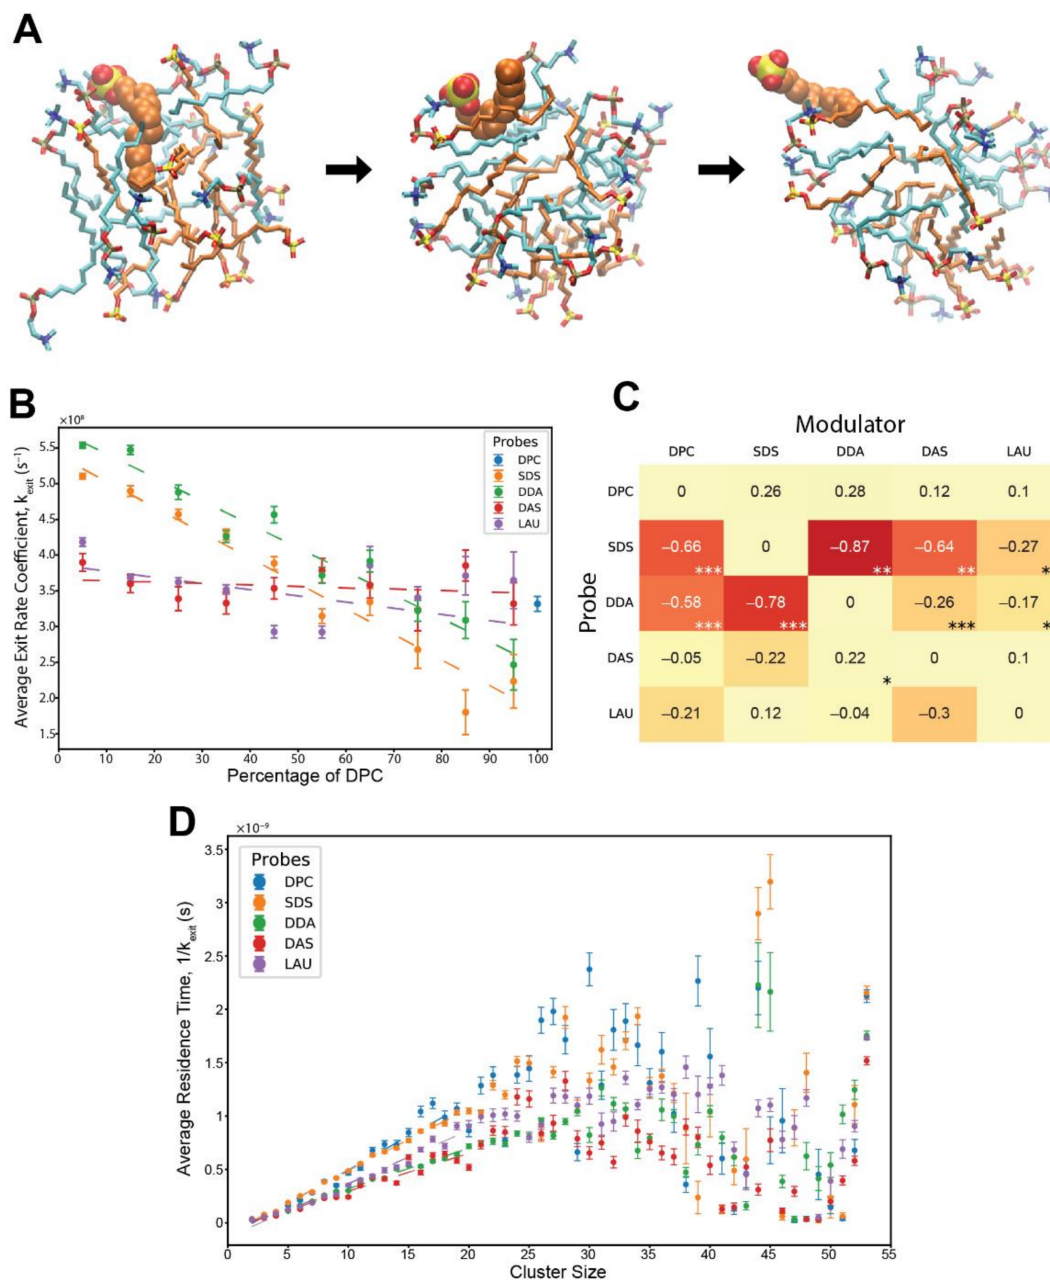 A
B
×10⁸
Average Exit Rate Coefficient, kexit (s⁻¹)
5.5
5.0
4.5
4.0
3.5
3.0
2.5
2.0
1.5
Probes
DPC
SDS
DDA
DAS
LAU
0 10 20 30 40 50 60 70 80 90 100
Percentage of DPC
C
Modulator
DPC SDS DDA DAS LAU
Probe
DPC 0 0.26 0.28 0.12 0.1
SDS −0.66 0 −0.87 −0.64 −0.27
*** ** ** *
DDA −0.58 −0.78 0 −0.26 −0.17
*** *** *** *
DAS −0.05 −0.22 0.22 0 0.1
*
LAU −0.21 0.12 −0.04 −0.3 0
D
×10⁻⁹
Average Residence Time, 1/kexit (s)
3.5
3
2.5
2
1.5
1
0.5
0
Probes
DPC
SDS
DDA
DAS
LAU
0 5 10 15 20 25 30 35 40 45 50 55
Cluster Size